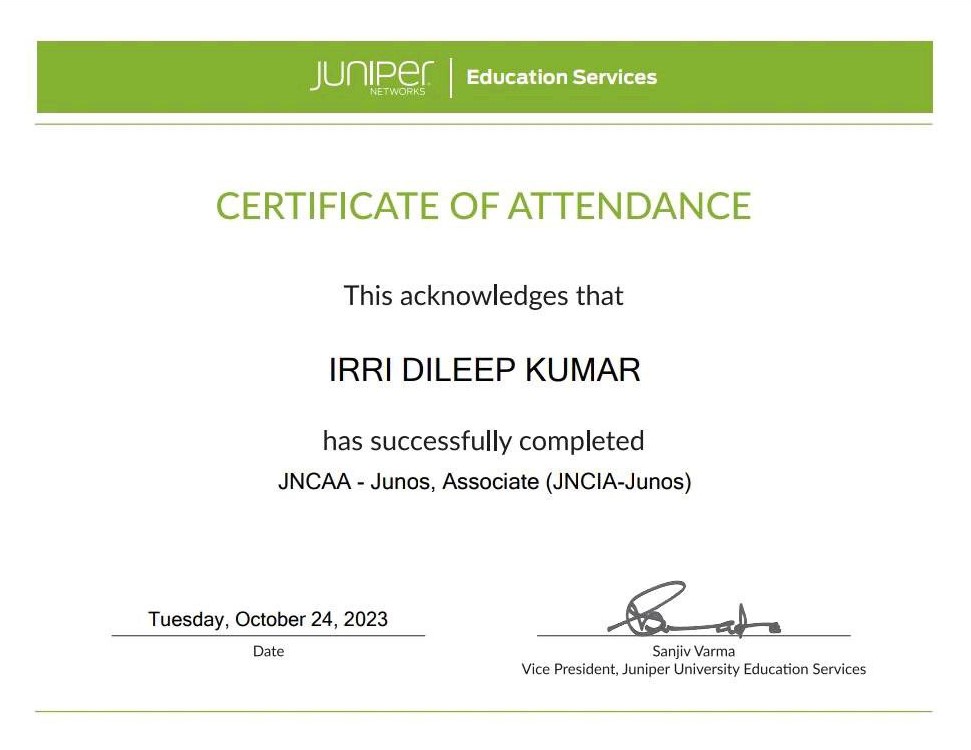 Juniper NETWORKS | Education Services
CERTIFICATE OF ATTENDANCE
This acknowledges that
IRRI DILEEP KUMAR
has successfully completed
JNCAA - Junos, Associate (JNCIA-Junos)
Tuesday, October 24, 2023
Date
Sanjiv Varma
Vice President, Juniper University Education Services